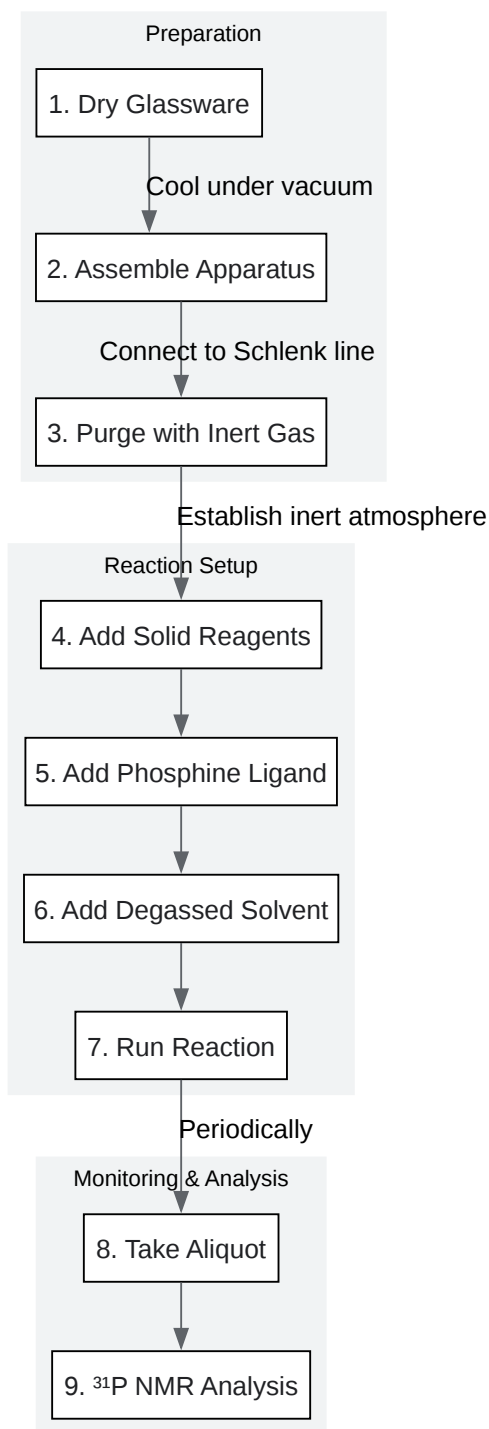 Preparation
1. Dry Glassware
Cool under vacuum
2. Assemble Apparatus
Connect to Schlenk line
3. Purge with Inert Gas
Establish inert atmosphere
Reaction Setup
4. Add Solid Reagents
5. Add Phosphine Ligand
6. Add Degassed Solvent
7. Run Reaction
Periodically
Monitoring & Analysis
8. Take Aliquot
9. ³¹P NMR Analysis